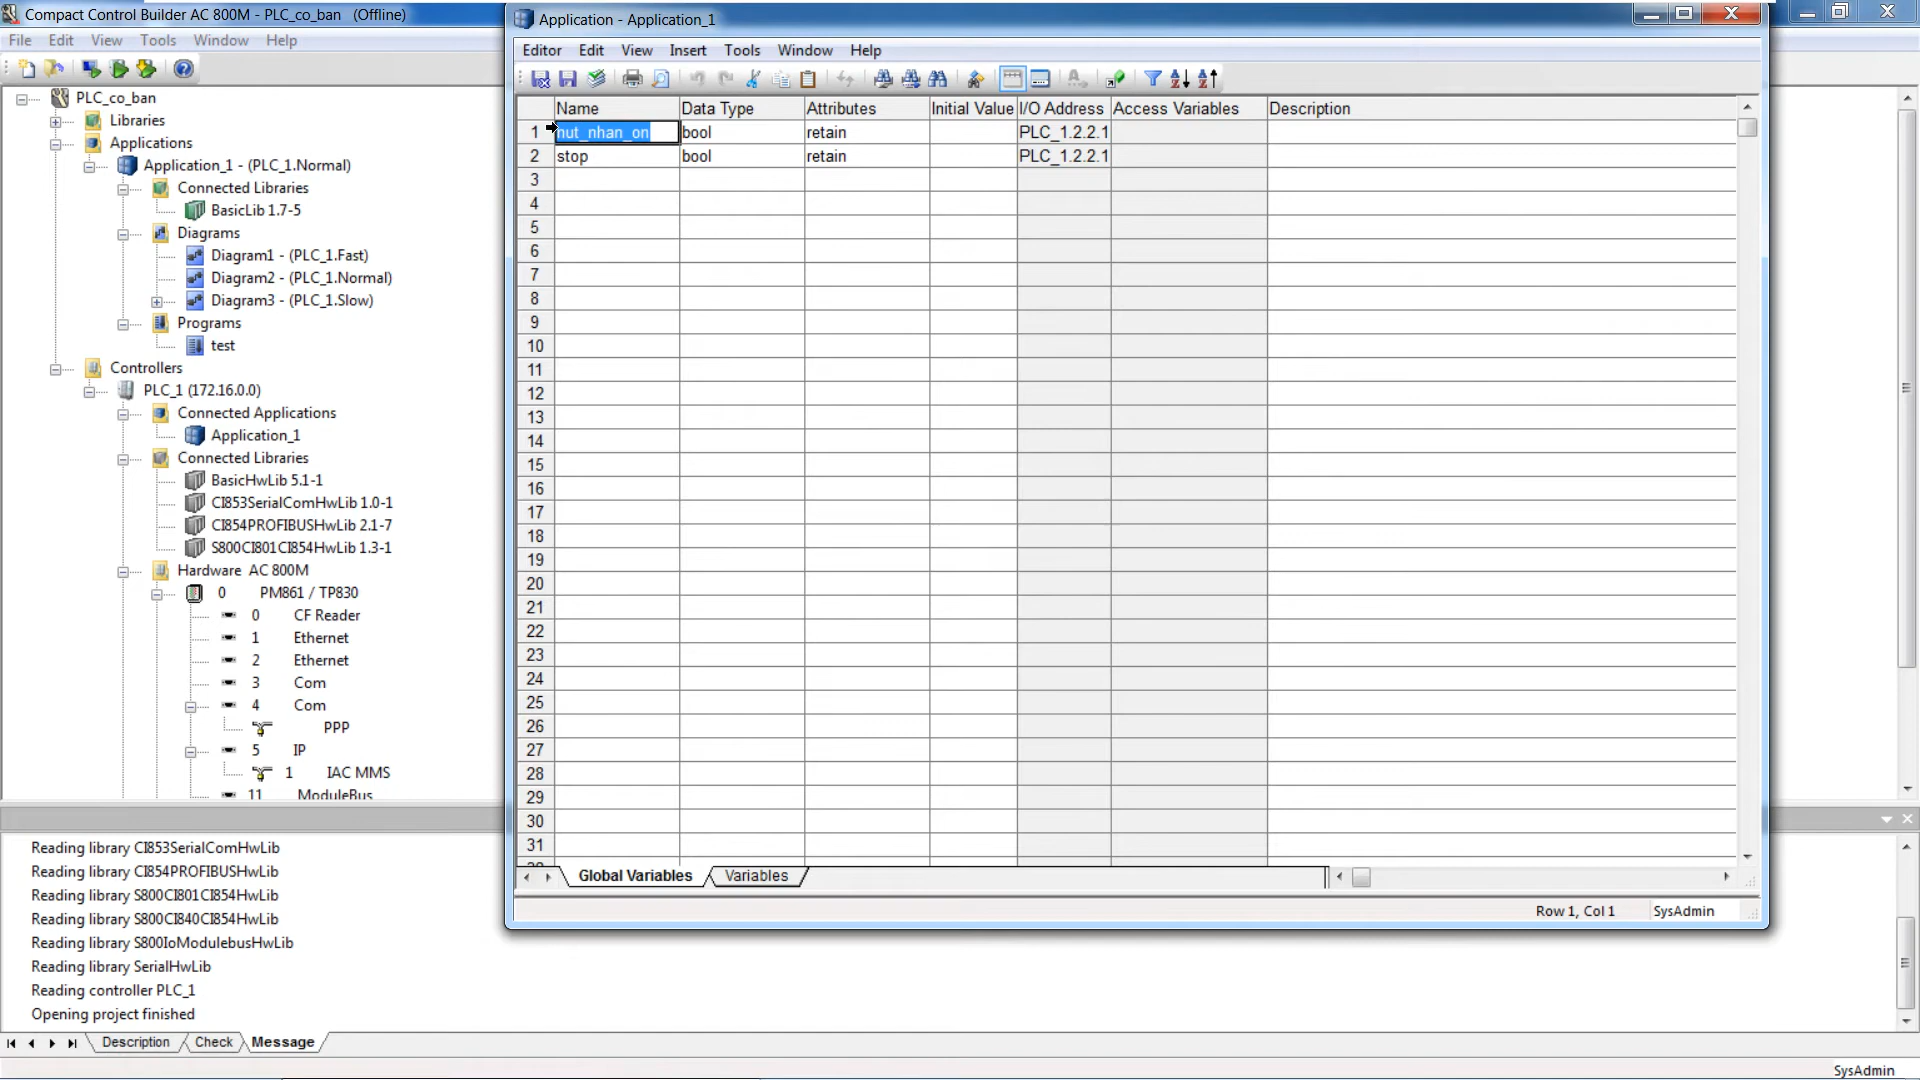 Compact Control Builder AC 800M - PLC_co_ban (Offline)
File Edit View Tools Window Help
PLC_co_ban
Libraries
Applications
Application_1 - (PLC_1.Normal)
Connected Libraries
BasicLib 1.7-5
Diagrams
Diagram1 - (PLC_1.Fast)
Diagram2 - (PLC_1.Normal)
Diagram3 - (PLC_1.Slow)
Programs
test
Controllers
PLC_1 (172.16.0.0)
Connected Applications
Application_1
Connected Libraries
BasicHwLib 5.1-1
CI853SerialComHwLib 1.0-1
CI854PROFIBUSHwLib 2.1-7
S800CI801CI854HwLib 1.3-1
Hardware AC 800M
0 PM861 / TP830
0 CF Reader
1 Ethernet
2 Ethernet
3 Com
4 Com
PPP
5 IP
1 IAC MMS
11 ModuleBus
Application - Application_1
Editor Edit View Insert Tools Window Help
Name Data Type Attributes Initial Value I/O Address Access Variables Description
1 nut_nhan_on bool retain PLC_1.2.2.1
2 stop bool retain PLC_1.2.2.1
3
4
5
6
7
8
9
10
11
12
13
14
15
16
17
18
19
20
21
22
23
24
25
26
27
28
29
30
31
Global Variables Variables
Row 1, Col 1 SysAdmin
Reading library CI853SerialComHwLib
Reading library CI854PROFIBUSHwLib
Reading library S800CI801CI854HwLib
Reading library S800CI840CI854HwLib
Reading library S800IoModulebusHwLib
Reading library SerialHwLib
Reading controller PLC_1
Opening project finished
Description Check Message
SysAdmin